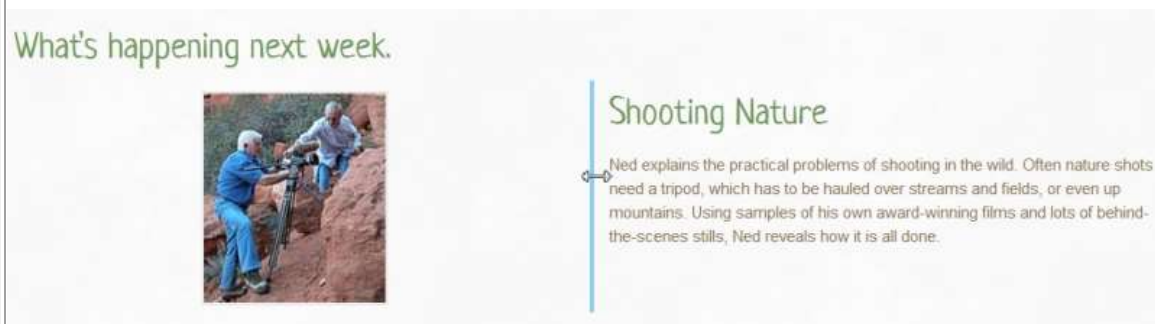 What's happening next week.
Shooting Nature
Ned explains the practical problems of shooting in the wild. Often nature shots
need a tripod, which has to be hauled over streams and fields, or even up
mountains. Using samples of his own award-winning films and lots of behind-
the-scenes stills, Ned reveals how it is all done.